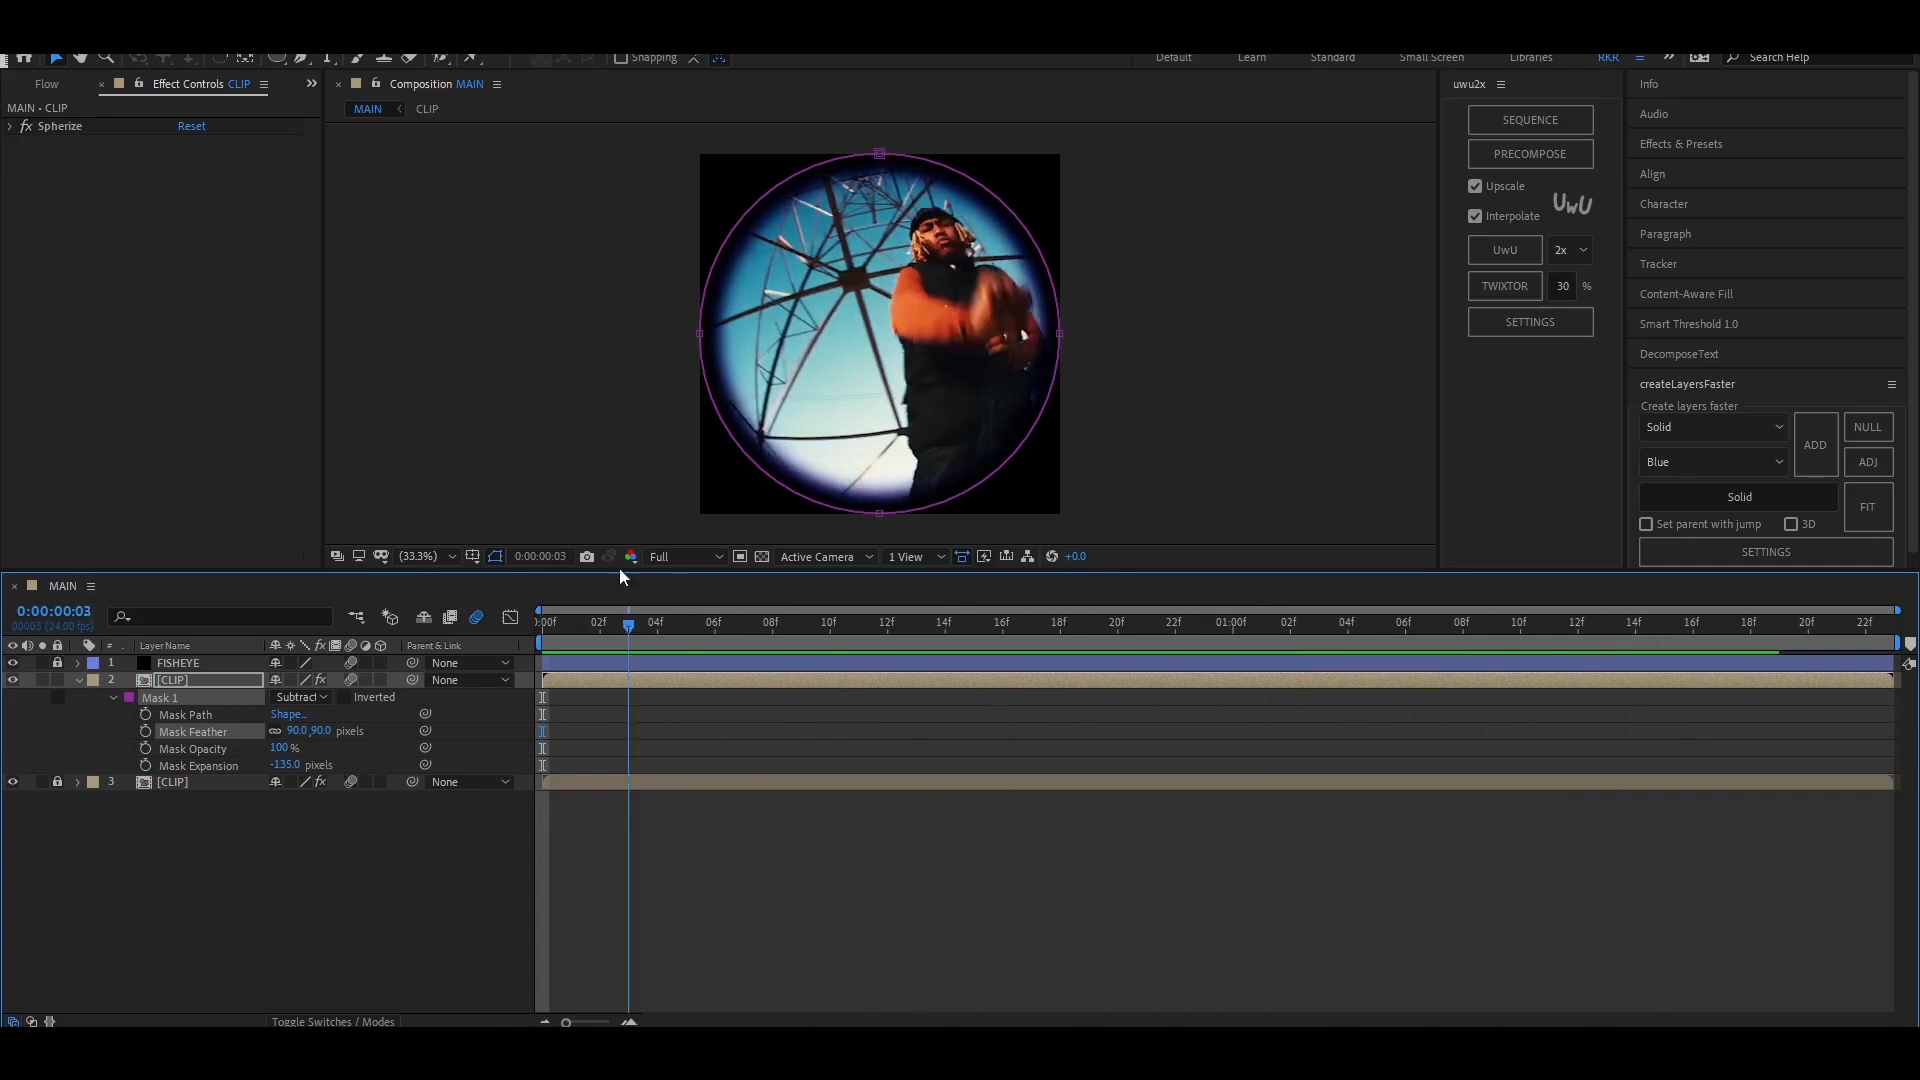 Snapping
Default
Learn
Standard
Small Screen
Libraries
RKR
Search Help
Flow
Effect Controls CLIP
MAIN • CLIP
fx Spherize
Reset
Composition MAIN
MAIN
CLIP
(33.3%)
0:00:00:03
Full
Active Camera
1 View
+0.0
uwu2x
SEQUENCE
PRECOMPOSE
Upscale
Interpolate
UwU
UwU
2x
TWIXTOR
30 %
SETTINGS
Info
Audio
Effects & Presets
Align
Character
Paragraph
Tracker
Content-Aware Fill
Smart Threshold 1.0
DecomposeText
createLayersFaster
Create layers faster
Solid
ADD
NULL
Blue
ADJ
Solid
FIT
Set parent with jump
3D
SETTINGS
MAIN
0:00:00:03
00003 (24.00 fps)
# Layer Name
fx
Parent & Link
:00f 02f 04f 06f 08f 10f 12f 14f 16f 18f 20f 22f 01:00f 02f 04f 06f 08f 10f 12f 14f 16f 18f 20f 22f
1 FISHEYE None
2 [CLIP] fx None
Mask 1 Subtract Inverted
Mask Path Shape...
Mask Feather 90.0,90.0 pixels
Mask Opacity 100%
Mask Expansion -135.0 pixels
3 [CLIP] fx None
Toggle Switches / Modes